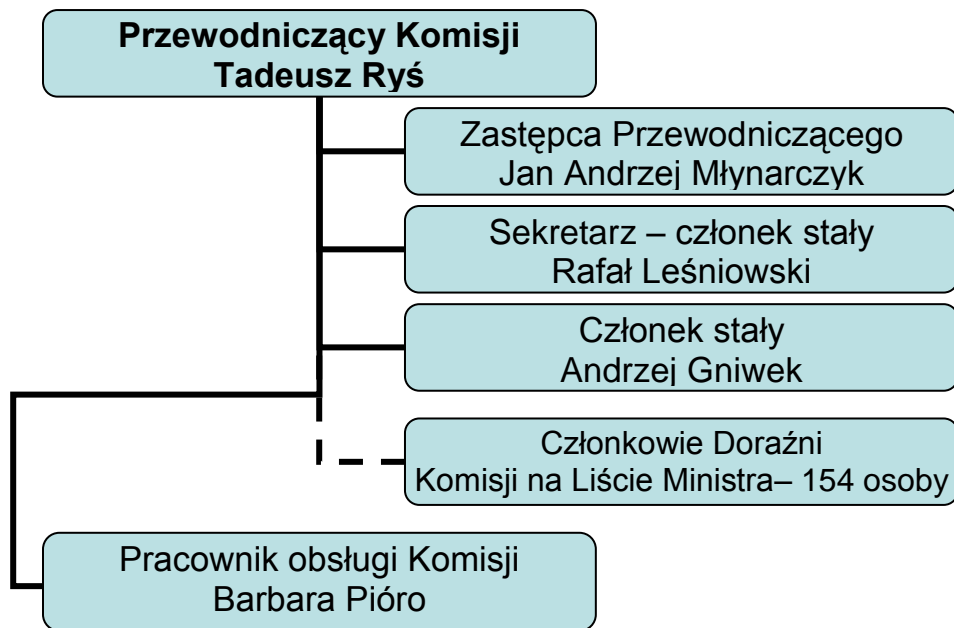 Przewodniczący Komisji
Tadeusz Ryś
Zastępca Przewodniczącego
Jan Andrzej Młynarczyk
Sekretarz – członek stały
Rafał Leśniowski
Członek stały
Andrzej Gniwek
Członkowie Doraźni
Komisji na Liście Ministra– 154 osoby
Pracownik obsługi Komisji
Barbara Pióro